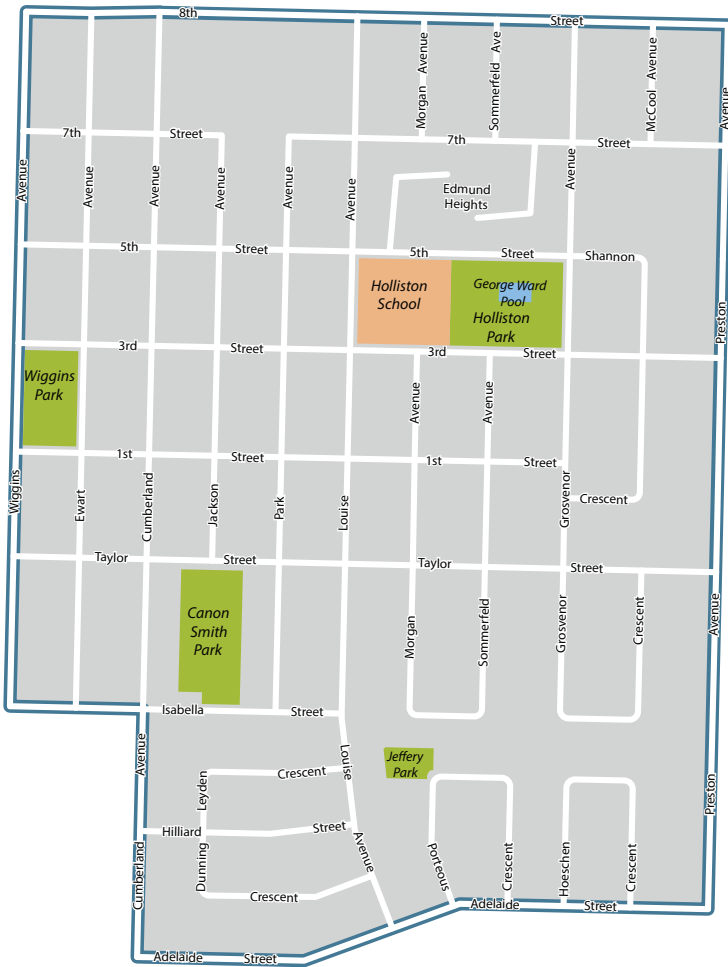 8th
Street
Morgan
Avenue
Sommerfeld
Ave
McCool
Avenue
Avenue
7th
Street
7th
Street
Avenue
Avenue
Avenue
Avenue
Avenue
Avenue
Avenue
Edmund
Heights
5th
Street
5th
Street
Shannon
Holliston
School
George Ward
Pool
Holliston
Park
Preston
3rd
Street
3rd
Street
Wiggins
Park
Avenue
Avenue
1st
Street
1st
Street
Wiggins
Ewart
Cumberland
Jackson
Park
Louise
Grosvenor
Crescent
Taylor
Street
Taylor
Street
Canon
Smith
Park
Morgan
Sommerfeld
Grosvenor
Crescent
Avenue
Isabella
Street
Avenue
Louise
Jeffery
Park
Leyden
Crescent
Preston
Hilliard
Street
Avenue
Cumberland
Dunning
Crescent
Porteous
Crescent
Hoeschen
Crescent
Adelaide
Street
Adelaide
Street